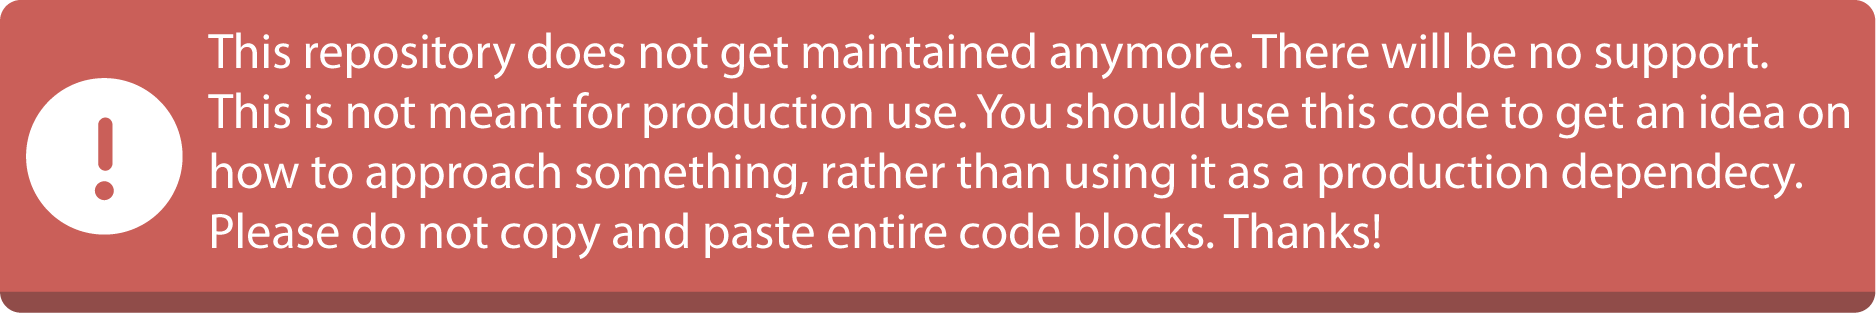 This repository does not get maintained anymore. There will be no support.
This is not meant for production use. You should use this code to get an idea on
how to approach something, rather than using it as a production dependecy.
Please do not copy and paste entire code blocks. Thanks!